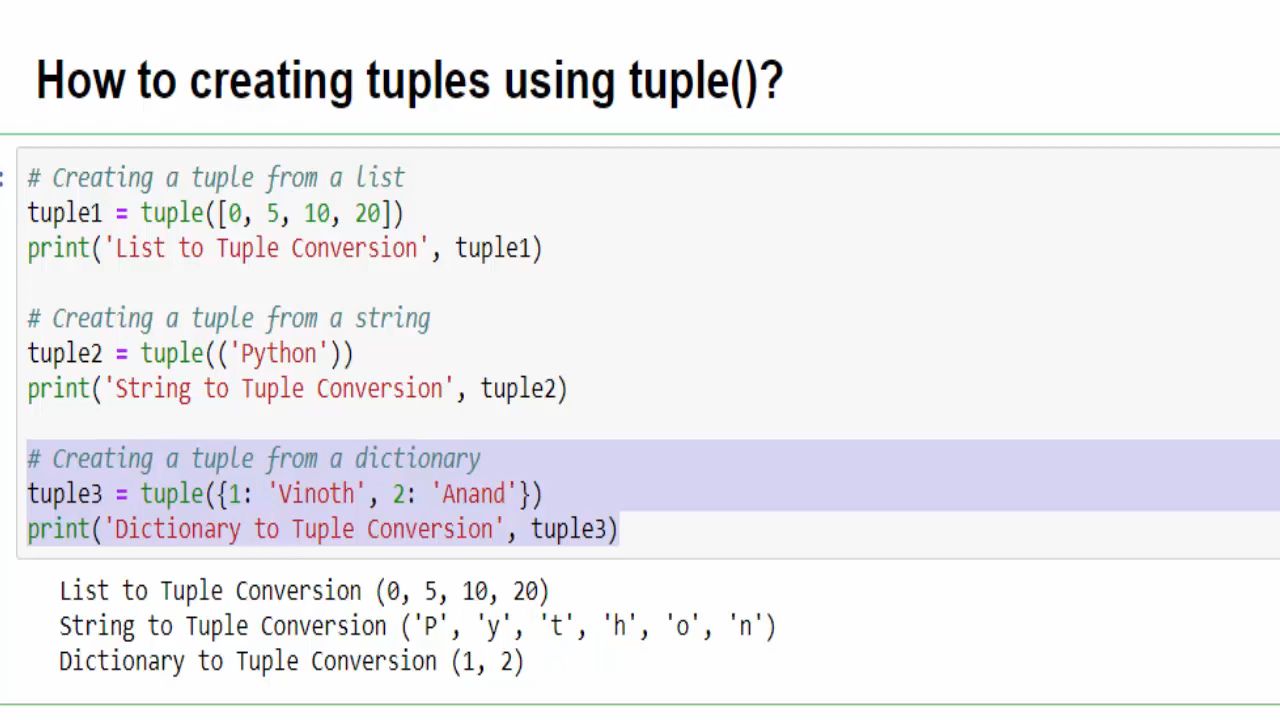 How to creating tuples using tuple()?
:
# Creating a tuple from a list
tuple1 = tuple([0, 5, 10, 20])
print('List to Tuple Conversion', tuple1)
# Creating a tuple from a string
tuple2 = tuple(('Python'))
print('String to Tuple Conversion', tuple2)
# Creating a tuple from a dictionary
tuple3 = tuple({1: 'Vinoth', 2: 'Anand'})
print('Dictionary to Tuple Conversion', tuple3)
List to Tuple Conversion (0, 5, 10, 20)
String to Tuple Conversion ('P', 'y', 't', 'h', 'o', 'n')
Dictionary to Tuple Conversion (1, 2)